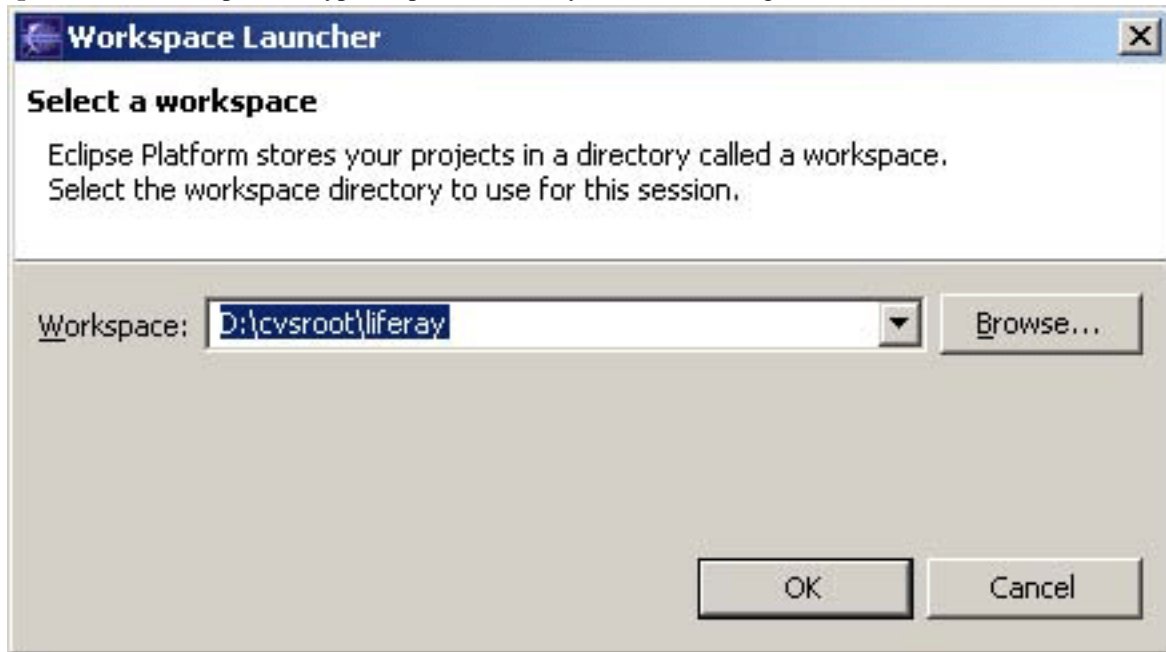 Workspace Launcher
Select a workspace
Eclipse Platform stores your projects in a directory called a workspace.
Select the workspace directory to use for this session.
Workspace: D:\cvsroot\liferay Browse...
OK Cancel